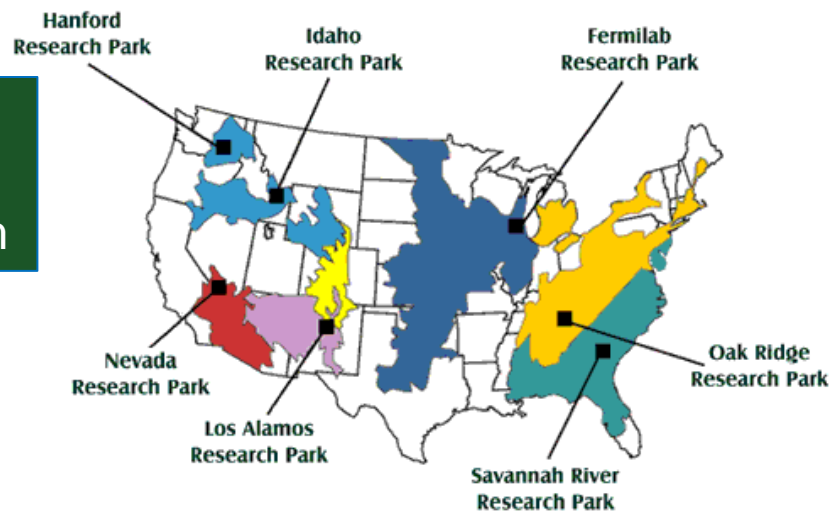 Hanford
Research Park
Idaho
Research Park
Fermilab
Research Park
Nevada
Research Park
Los Alamos
Research Park
Oak Ridge
Research Park
Savannah River
Research Park